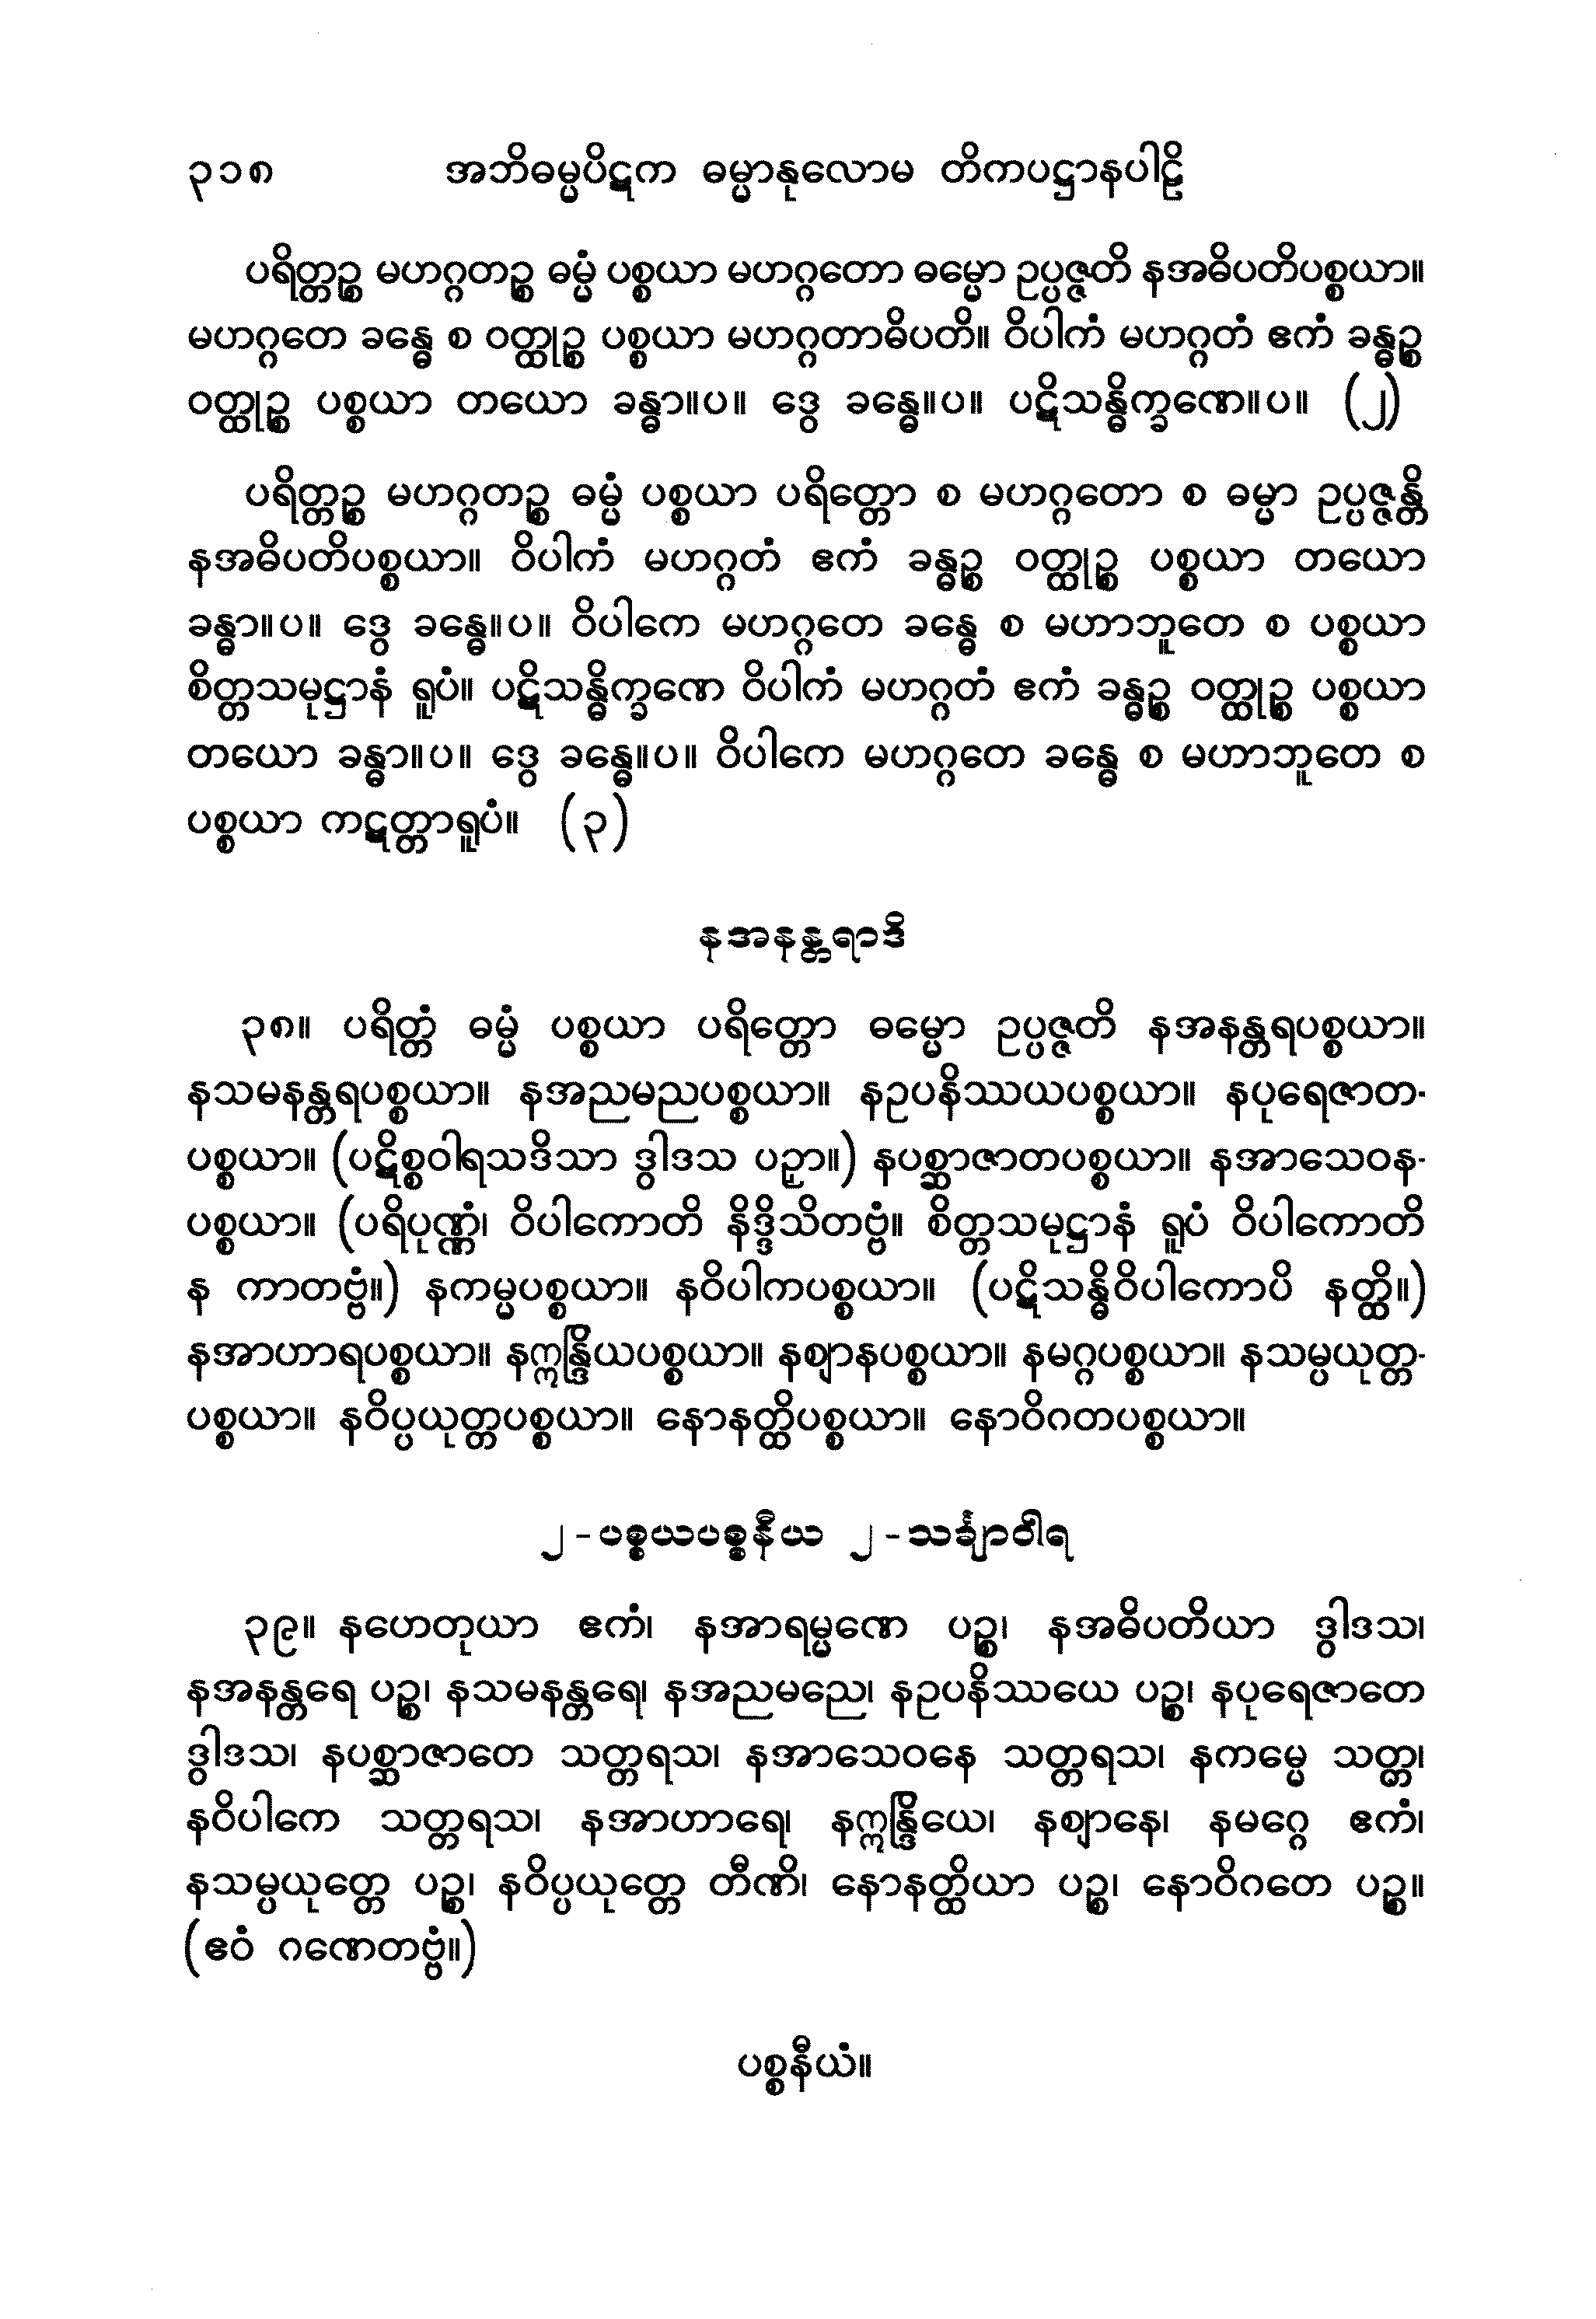 ၃၁၈ အဘိဓမ္မပိဋက ဓမ္မာနုလောမ တိကပဋ္ဌာနပါဠိ
ပရိတ္တဉ္စ မဟဂ္ဂတဉ္စ ဓမ္မံ ပစ္စယာ မဟဂ္ဂတော ဓမ္မော ဥပ္ပဇ္ဇတိ နအဓိပတိပစ္စယာ။
မဟဂ္ဂတေ ခန္ဓေ စ ဝတ္ထုဉ္စ ပစ္စယာ မဟဂ္ဂတာဓိပတိ။ ဝိပါကံ မဟဂ္ဂတံ ဧကံ ခန္ဓဉ္စ
ဝတ္ထုဉ္စ ပစ္စယာ တယော ခန္ဓာ။ပ။ ဒွေ ခန္ဓေ။ပ။ ပဋိသန္ဓိက္ခဏေ။ပ။ (၂)
ပရိတ္တဉ္စ မဟဂ္ဂတဉ္စ ဓမ္မံ ပစ္စယာ ပရိတ္တော စ မဟဂ္ဂတော စ ဓမ္မာ ဥပ္ပဇ္ဇန္တိ
နအဓိပတိပစ္စယာ။ ဝိပါကံ မဟဂ္ဂတံ ဧကံ ခန္ဓဉ္စ ဝတ္ထုဉ္စ ပစ္စယာ တယော
ခန္ဓာ။ပ။ ဒွေ ခန္ဓေ။ပ။ ဝိပါကေ မဟဂ္ဂတေ ခန္ဓေ စ မဟာဘူတေ စ ပစ္စယာ
စိတ္တသမုဋ္ဌာနံ ရူပံ။ ပဋိသန္ဓိက္ခဏေ ဝိပါကံ မဟဂ္ဂတံ ဧကံ ခန္ဓဉ္စ ဝတ္ထုဉ္စ ပစ္စယာ
တယော ခန္ဓာ။ပ။ ဒွေ ခန္ဓေ။ပ။ ဝိပါကေ မဟဂ္ဂတေ ခန္ဓေ စ မဟာဘူတေ စ
ပစ္စယာ ကဋတ္တာရူပံ။ (၃)
နအနန္တရာဒိ
၃၈။ ပရိတ္တံ ဓမ္မံ ပစ္စယာ ပရိတ္တော ဓမ္မော ဥပ္ပဇ္ဇတိ နအနန္တရပစ္စယာ။
နသမနန္တရပစ္စယာ။ နအညမညပစ္စယာ။ နဥပနိဿယပစ္စယာ။ နပုရေဇာတ-
ပစ္စယာ။ (ပဋိစ္စဝါရသဒိသာ ဒွါဒသ ပဉှာ။) နပစ္ဆာဇာတပစ္စယာ။ နအာသေဝန-
ပစ္စယာ။ (ပရိပုဏ္ဏံ၊ ဝိပါကောတိ နိဒ္ဒိသိတဗ္ဗံ။ စိတ္တသမုဋ္ဌာနံ ရူပံ ဝိပါကောတိ
န ကာတဗ္ဗံ။) နကမ္မပစ္စယာ။ နဝိပါကပစ္စယာ။ (ပဋိသန္ဓိဝိပါကောပိ နတ္ထိ။)
နအာဟာရပစ္စယာ။ နဣန္ဒြိယပစ္စယာ။ နဈာနပစ္စယာ။ နမဂ္ဂပစ္စယာ။ နသမ္ပယုတ္တ-
ပစ္စယာ။ နဝိပ္ပယုတ္တပစ္စယာ။ နောနတ္ထိပစ္စယာ။ နောဝိဂတပစ္စယာ။
၂-ပစ္စယပစ္စနီယ ၂-သင်္ချာဝါရ
၃၉။ နဟေတုယာ ဧကံ၊ နအာရမ္မဏေ ပဉ္စ၊ နအဓိပတိယာ ဒွါဒသ၊
နအနန္တရေ ပဉ္စ၊ နသမနန္တရေ၊ နအညမညေ၊ နဥပနိဿယေ ပဉ္စ၊ နပုရေဇာတေ
ဒွါဒသ၊ နပစ္ဆာဇာတေ သတ္တရသ၊ နအာသေဝနေ သတ္တရသ၊ နကမ္မေ သတ္တ၊
နဝိပါကေ သတ္တရသ၊ နအာဟာရေ၊ နဣန္ဒြိယေ၊ နဈာနေ၊ နမဂ္ဂေ ဧကံ၊
နသမ္ပယုတ္တေ ပဉ္စ၊ နဝိပ္ပယုတ္တေ တီဏိ၊ နောနတ္ထိယာ ပဉ္စ၊ နောဝိဂတေ ပဉ္စ။
(ဧဝံ ဂဏေတဗ္ဗံ။)
ပစ္စနီယံ။